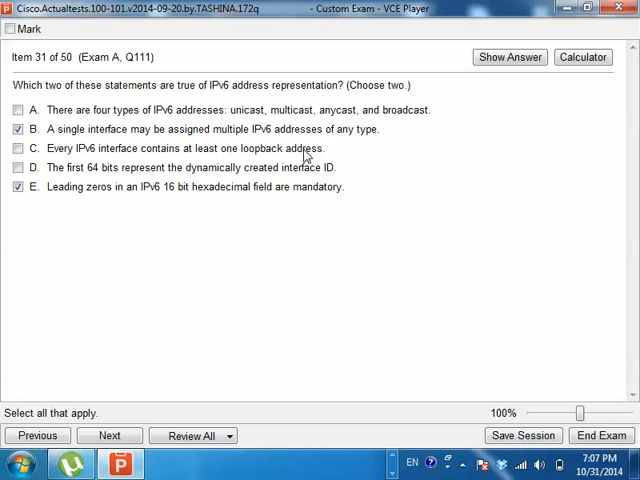 Cisco.Actualtests.100-101.v2014-09-20.by.TASHINA.172q - Custom Exam - VCE Player
Mark
Item 31 of 50 (Exam A, Q111)
Show Answer
Calculator
Which two of these statements are true of IPv6 address representation? (Choose two.)
A. There are four types of IPv6 addresses: unicast, multicast, anycast, and broadcast.
B. A single interface may be assigned multiple IPv6 addresses of any type.
C. Every IPv6 interface contains at least one loopback address.
D. The first 64 bits represent the dynamically created interface ID.
E. Leading zeros in an IPv6 16 bit hexadecimal field are mandatory.
Select all that apply.
100%
Previous
Next
Review All
Save Session
End Exam
EN
7:07 PM
10/31/2014